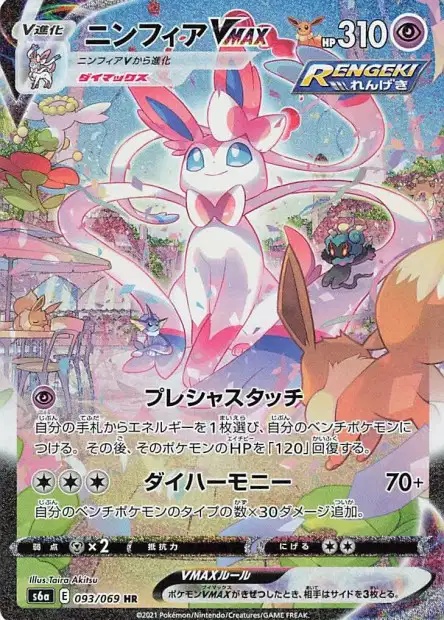 V進化
ニンフィアVMAX
HP310
ニンフィアVから進化
ダイマックス
RENGEKI
れんげき
プレシャスタッチ
自分の手札からエネルギーを1枚選び、自分のベンチポケモンに
つける。その後、そのポケモンのHPを「120」回復する。
ダイハーモニー 70+
自分のベンチポケモンのタイプの数×30ダメージ追加。
弱点 ×2 抵抗力 にげる
Illus.Taira Akitsu
VMAXルール
ポケモンVMAXがきぜつしたとき、相手はサイドを3枚とる。
s6a E 093/069 HR
©2021 Pokémon/Nintendo/Creatures/GAME FREAK.